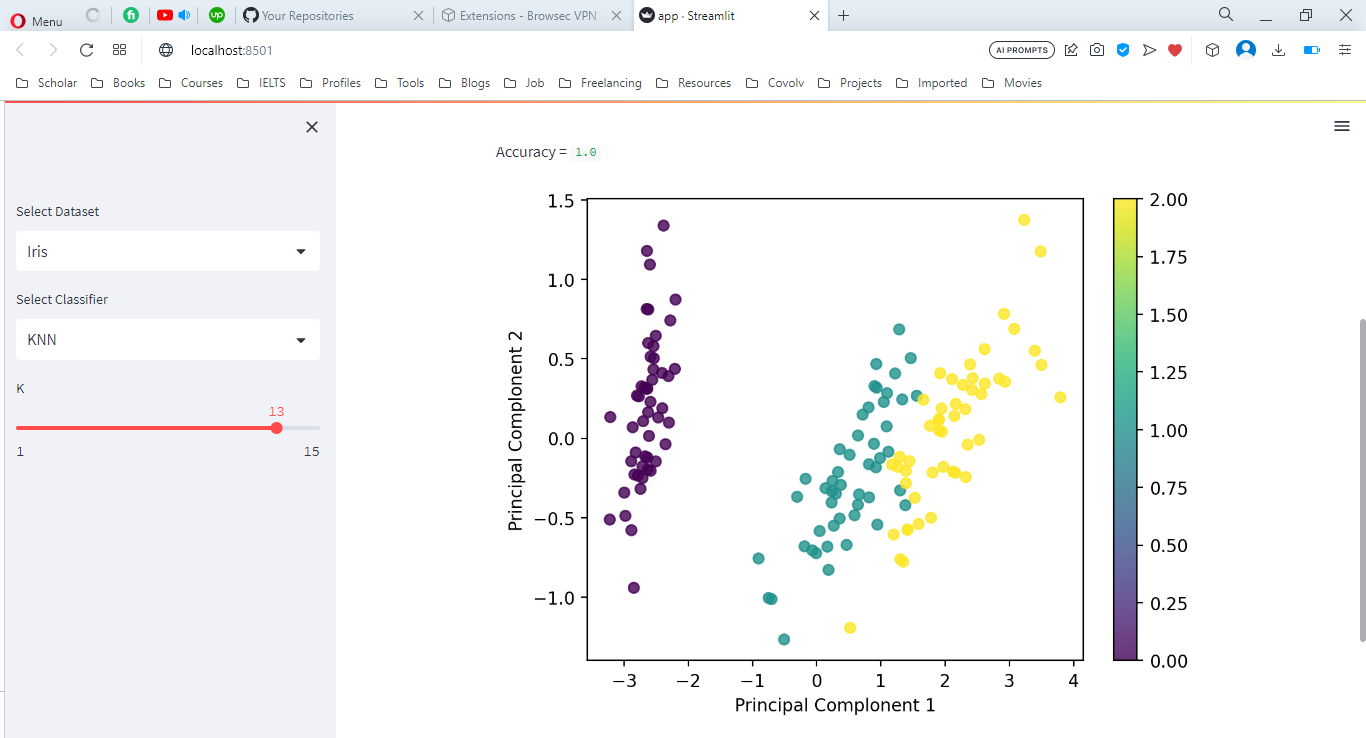 Menu
Your Repositories
Extensions - Browsec VPN -
app · Streamlit
localhost:8501
AI PROMPTS
Scholar
Books
Courses
IELTS
Profiles
Tools
Blogs
Job
Freelancing
Resources
Covolv
Projects
Imported
Movies
Select Dataset
Iris
Select Classifier
KNN
K
13
1
15
Accuracy = 1.0
1.5
1.0
0.5
0.0
−0.5
−1.0
Principal Complonent 2
−3
−2
−1
0
1
2
3
4
Principal Complonent 1
2.00
1.75
1.50
1.25
1.00
0.75
0.50
0.25
0.00